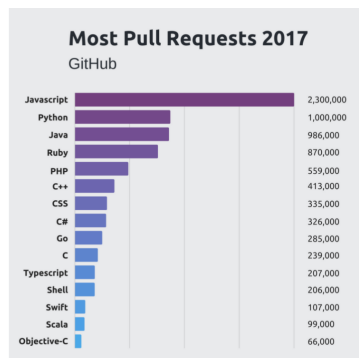 Most Pull Requests 2017
GitHub
Javascript 2,300,000
Python 1,000,000
Java 986,000
Ruby 870,000
PHP 559,000
C++ 413,000
CSS 335,000
C# 326,000
Go 285,000
C 239,000
Typescript 207,000
Shell 206,000
Swift 107,000
Scala 99,000
Objective-C 66,000